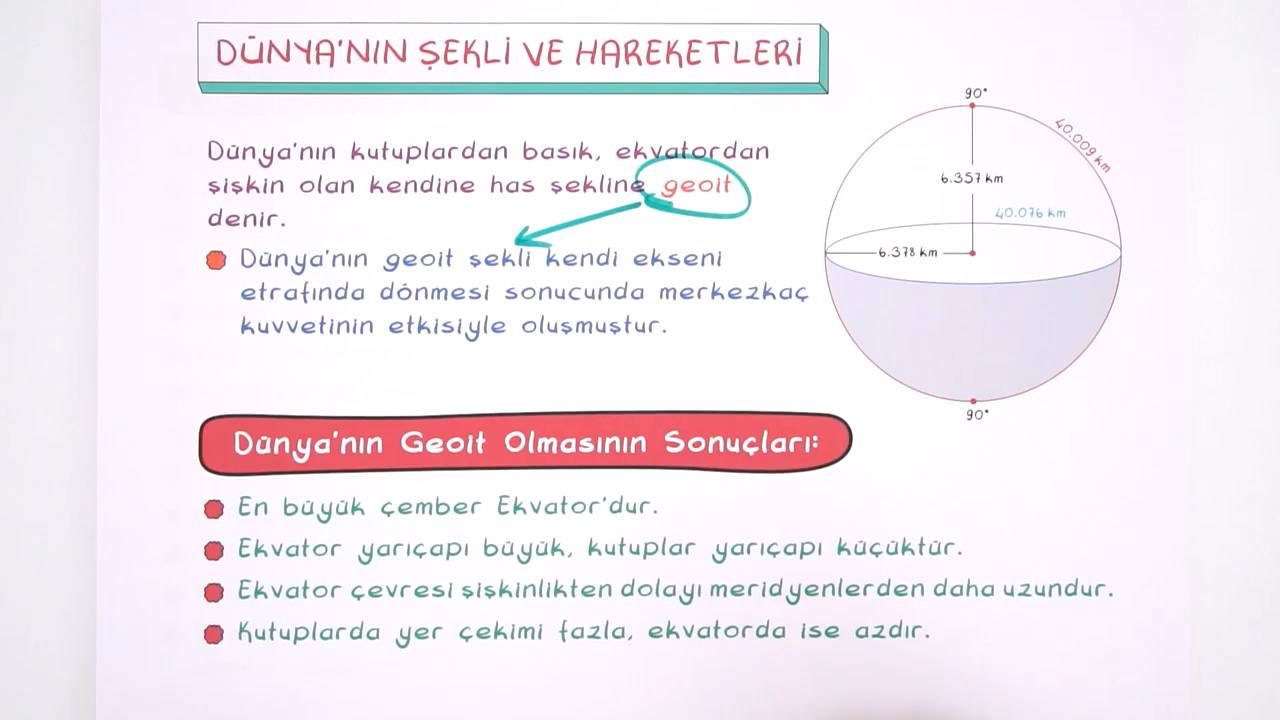 DÜNYA'NIN ŞEKLİ VE HAREKETLERİ
Dünya'nın kutuplardan basık, ekvatordan
şişkin olan kendine has şekline geoit
denir.
Dünya'nın geoit şekli kendi ekseni
etrafında dönmesi sonucunda merkezkaç
kuvvetinin etkisiyle oluşmuştur.
90°
40.009 km
6.357 km
40.076 km
6.378 km
90°
Dünya'nın Geoit Olmasının Sonuçları:
En büyük çember Ekvator'dur.
Ekvator yarıçapı büyük, kutuplar yarıçapı küçüktür.
Ekvator çevresi şişkinlikten dolayı meridyenlerden daha uzundur.
Kutuplarda yer çekimi fazla, ekvatorda ise azdır.